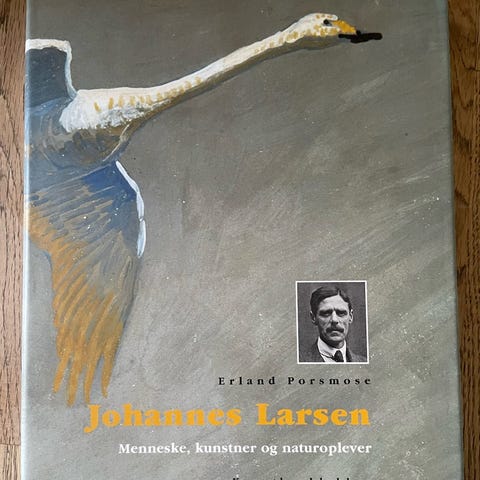 Erland Porsmose
Johannes Larsen
Menneske, kunstner og naturoplever